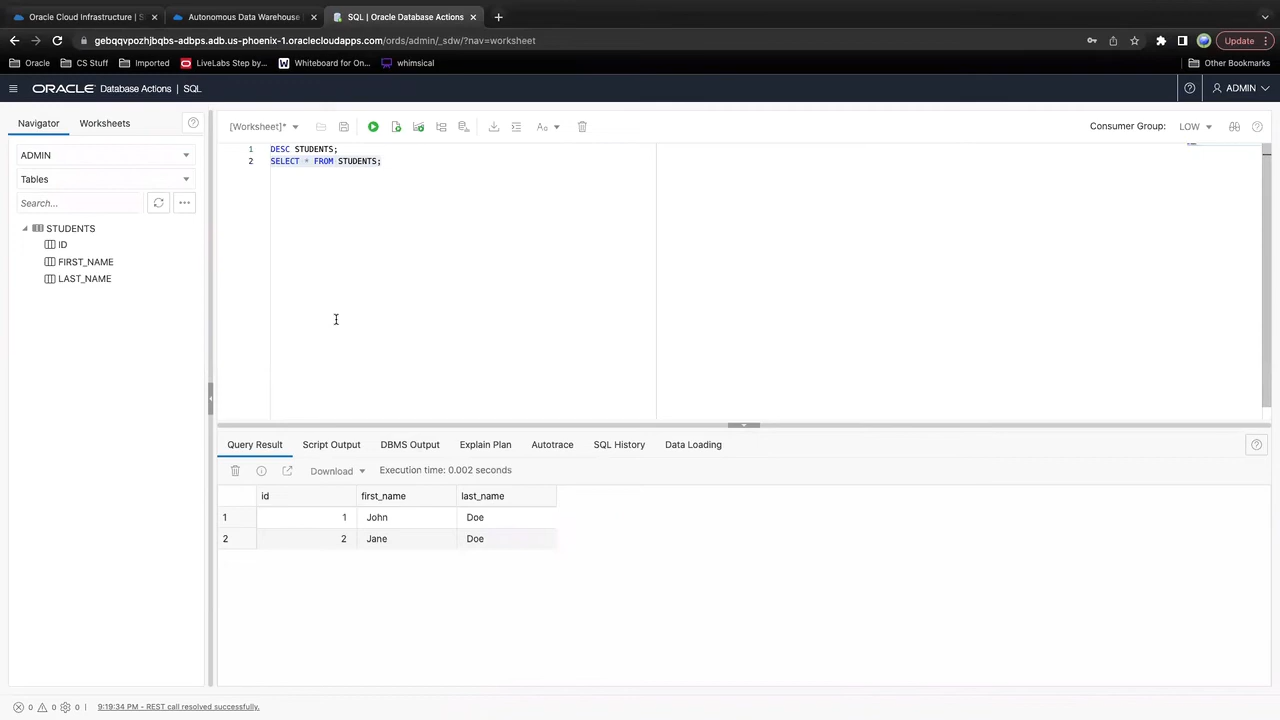 Oracle Cloud Infrastructure | S
Autonomous Data Warehouse
SQL | Oracle Database Actions
gebqqvpozhjbqbs-adbps.adb.us-phoenix-1.oraclecloudapps.com/ords/admin/_sdw/?nav=worksheet
Update
Oracle
CS Stuff
Imported
LiveLabs Step by...
Whiteboard for On...
whimsical
Other Bookmarks
ORACLE Database Actions | SQL
ADMIN
Navigator
Worksheets
[Worksheet]*
Aa
Consumer Group:
LOW
ADMIN
Tables
Search...
STUDENTS
ID
FIRST_NAME
LAST_NAME
1 DESC STUDENTS;
2 SELECT * FROM STUDENTS;
Query Result
Script Output
DBMS Output
Explain Plan
Autotrace
SQL History
Data Loading
Download
Execution time: 0.002 seconds
id first_name last_name
1 1 John Doe
2 2 Jane Doe
0 0 0 | 9:19:34 PM - REST call resolved successfully.